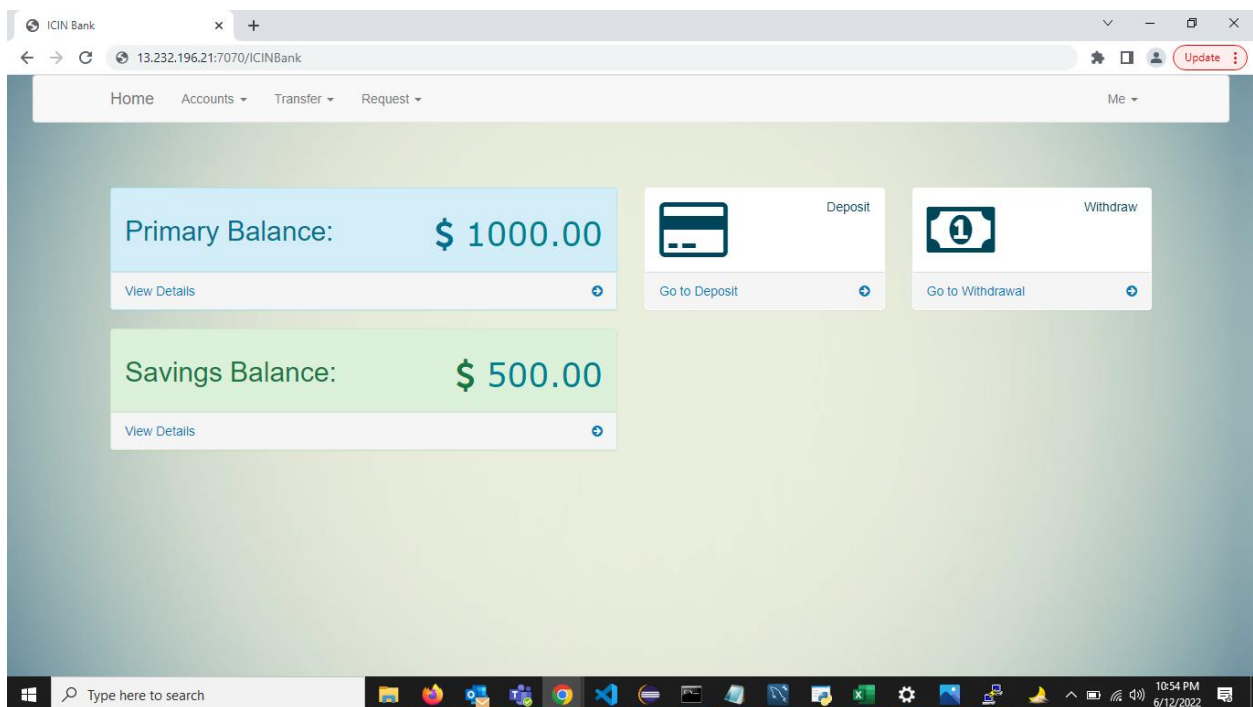 ICIN Bank
13.232.196.21:7070/ICINBank
Update
Home Accounts Transfer Request Me
Primary Balance: $ 1000.00
View Details
Deposit
Go to Deposit
1
Withdraw
Go to Withdrawal
Savings Balance: $ 500.00
View Details
Type here to search
10:54 PM
6/12/2022